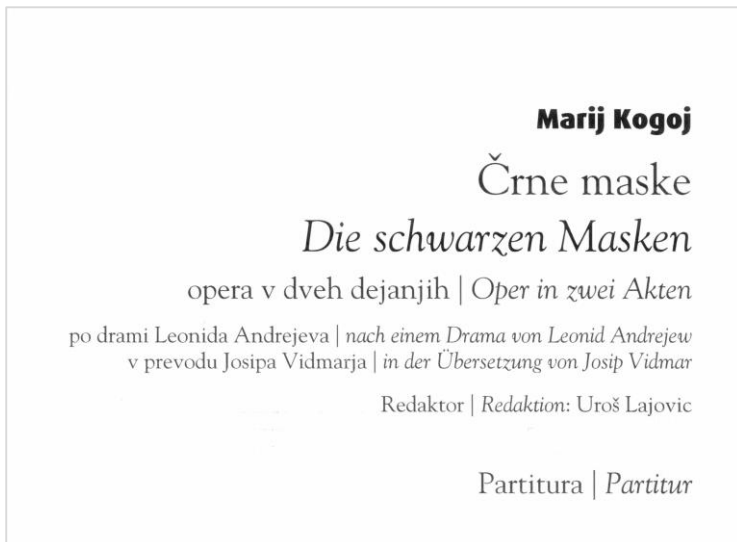 Marij Kogoj
Črne maske
Die schwarzen Masken
opera v dveh dejanjih | Oper in zwei Akten
po drami Leonida Andrejeva | nach einem Drama von Leonid Andrejew
v prevodu Josipa Vidmarja | in der Übersetzung von Josip Vidmar
Redaktor | Redaktion: Uroš Lajovic
Partitura | Partitur